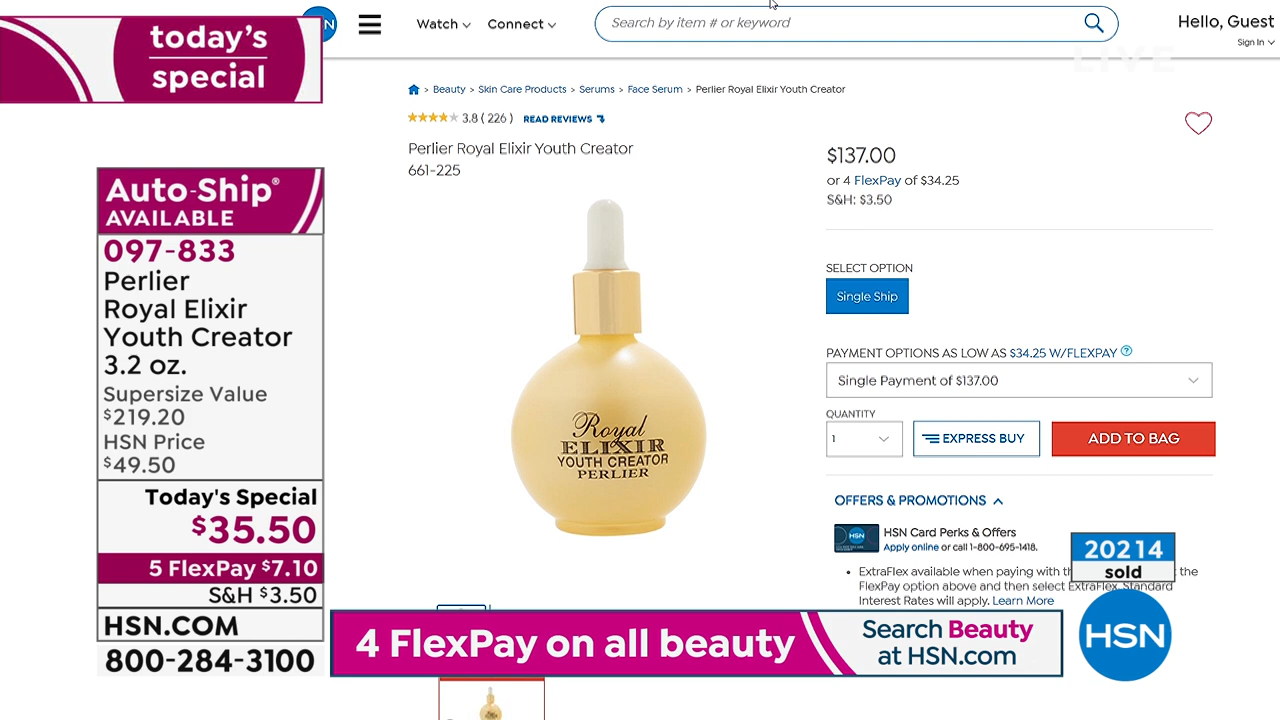 today's
special
HSN
Watch
Connect
Search by item # or keyword
Hello, Guest
Sign In
LIVE
Beauty > Skin Care Products > Serums > Face Serum > Perlier Royal Elixir Youth Creator
3.8 ( 226 ) READ REVIEWS
Perlier Royal Elixir Youth Creator
661-225
$137.00
or 4 FlexPay of $34.25
S&H: $3.50
SELECT OPTION
Single Ship
PAYMENT OPTIONS AS LOW AS $34.25 W/FLEXPAY ?
Single Payment of $137.00
QUANTITY
1
EXPRESS BUY
ADD TO BAG
OFFERS & PROMOTIONS
HSN
HSN Card Perks & Offers
Apply online or call 1-800-695-1418.
• ExtraFlex available when paying with the
FlexPay option above and then select ExtraFlex. Standard
Interest Rates will apply. Learn More
Royal
ELIXIR
YOUTH CREATOR
PERLIER
Auto-Ship®
AVAILABLE
097-833
Perlier
Royal Elixir
Youth Creator
3.2 oz.
Supersize Value
$219.20
HSN Price
$49.50
Today's Special
$35.50
5 FlexPay $7.10
S&H $3.50
HSN.COM
800-284-3100
20214
sold
4 FlexPay on all beauty
Search Beauty
at HSN.com
HSN